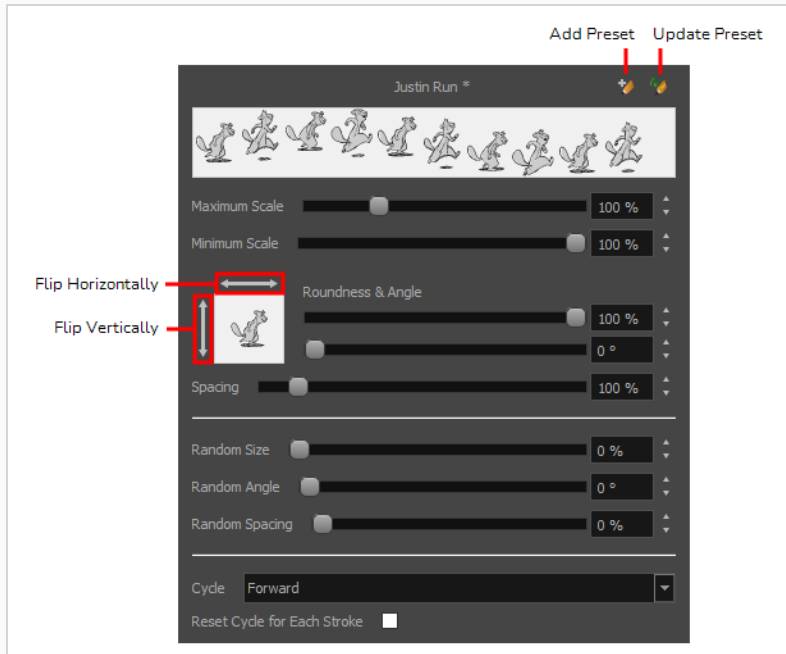 Add Preset Update Preset
Justin Run *
Maximum Scale 100 %
Minimum Scale 100 %
Flip Horizontally
Roundness & Angle
100 %
Flip Vertically
0 °
Spacing 100 %
Random Size 0 %
Random Angle 0 °
Random Spacing 0 %
Cycle Forward
Reset Cycle for Each Stroke